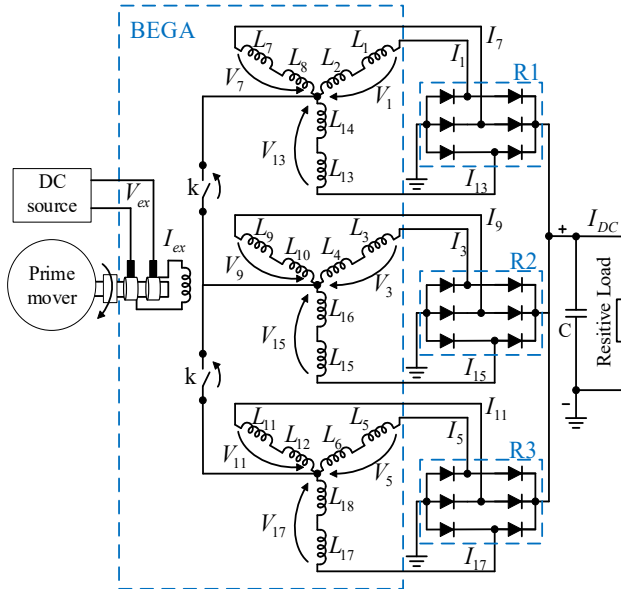 BEGA
L7
L8
L2
L1
I7
I1
R1
V7
V1
L14
V13
L13
I13
k
DC
source
Vex
Iex
Prime
mover
L9
L10
L4
L3
I9
I3
R2
V9
V3
L16
V15
L15
I15
+
IDC
C
Resitive Load
−
k
L11
L12
L6
L5
I11
I5
R3
V11
V5
L18
V17
L17
I17